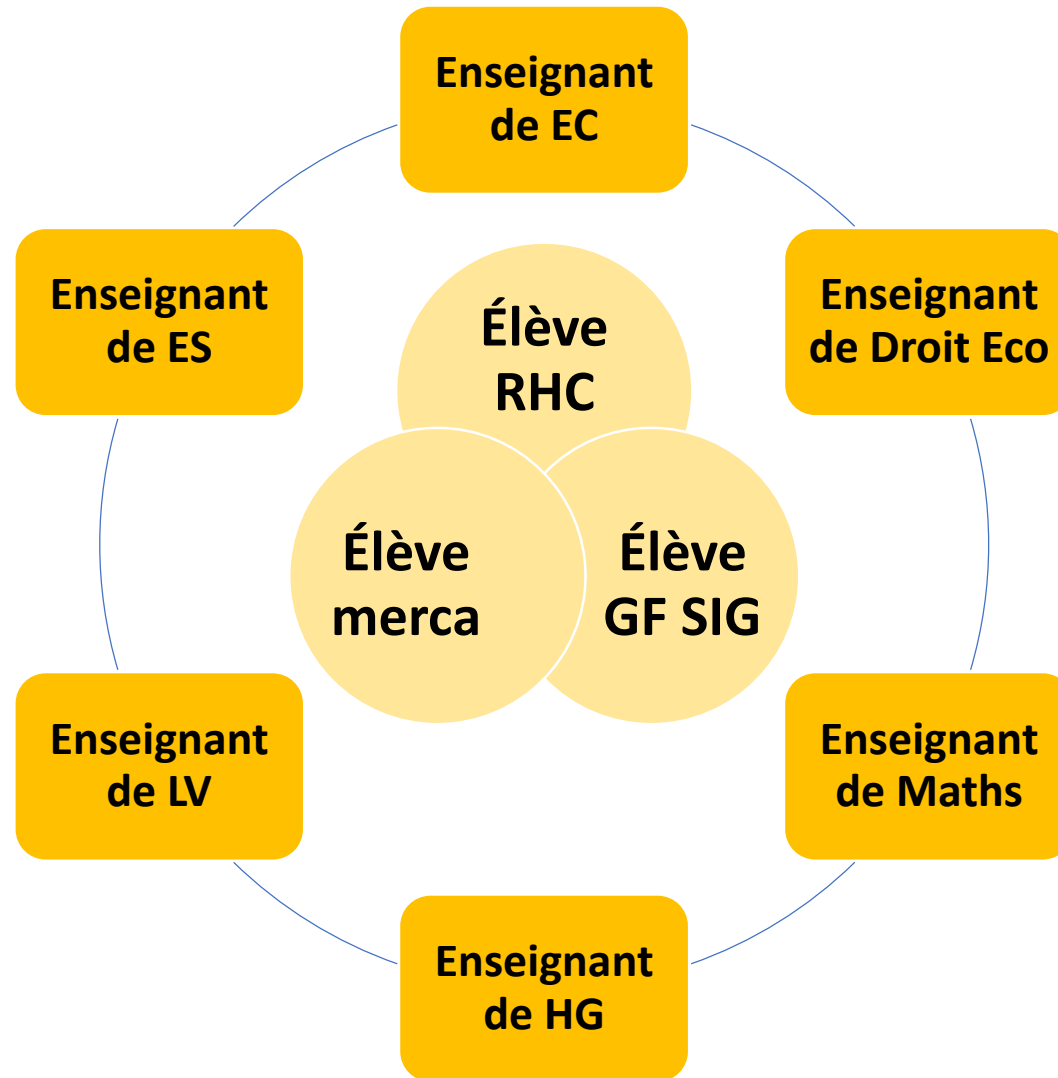 Enseignant
de EC
Enseignant
de ES
Enseignant
de Droit Eco
Élève
RHC
Élève
merca
Élève
GF SIG
Enseignant
de LV
Enseignant
de Maths
Enseignant
de HG